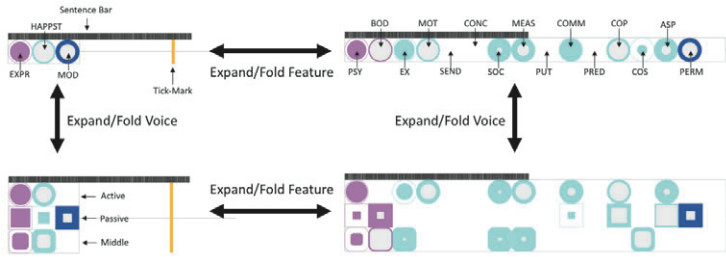 Sentence Bar
HAPPST
EXPR
MOD
Tick-Mark
Expand/Fold Feature
BOD
MOT
CONC
MEAS
COMM
COP
ASP
PSY
EX
SEND
SOC
PUT
PRED
COS
PERM
Expand/Fold Voice
Expand/Fold Voice
Active
Passive
Middle
Expand/Fold Feature